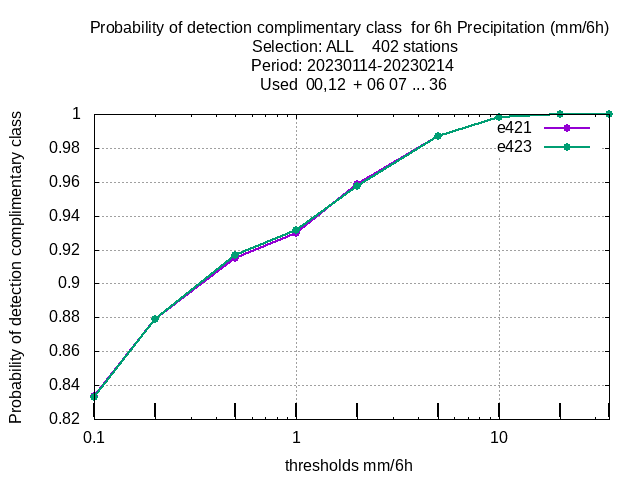 Probability of detection complimentary class  for 6h Precipitation (mm/6h)
Selection: ALL    402 stations
Period: 20230114-20230214
Used  00,12  + 06 07 ... 36
Probability of detection complimentary class
1
0.98
0.96
0.94
0.92
0.9
0.88
0.86
0.84
0.82
e421
e423
0.1
1
10
thresholds mm/6h